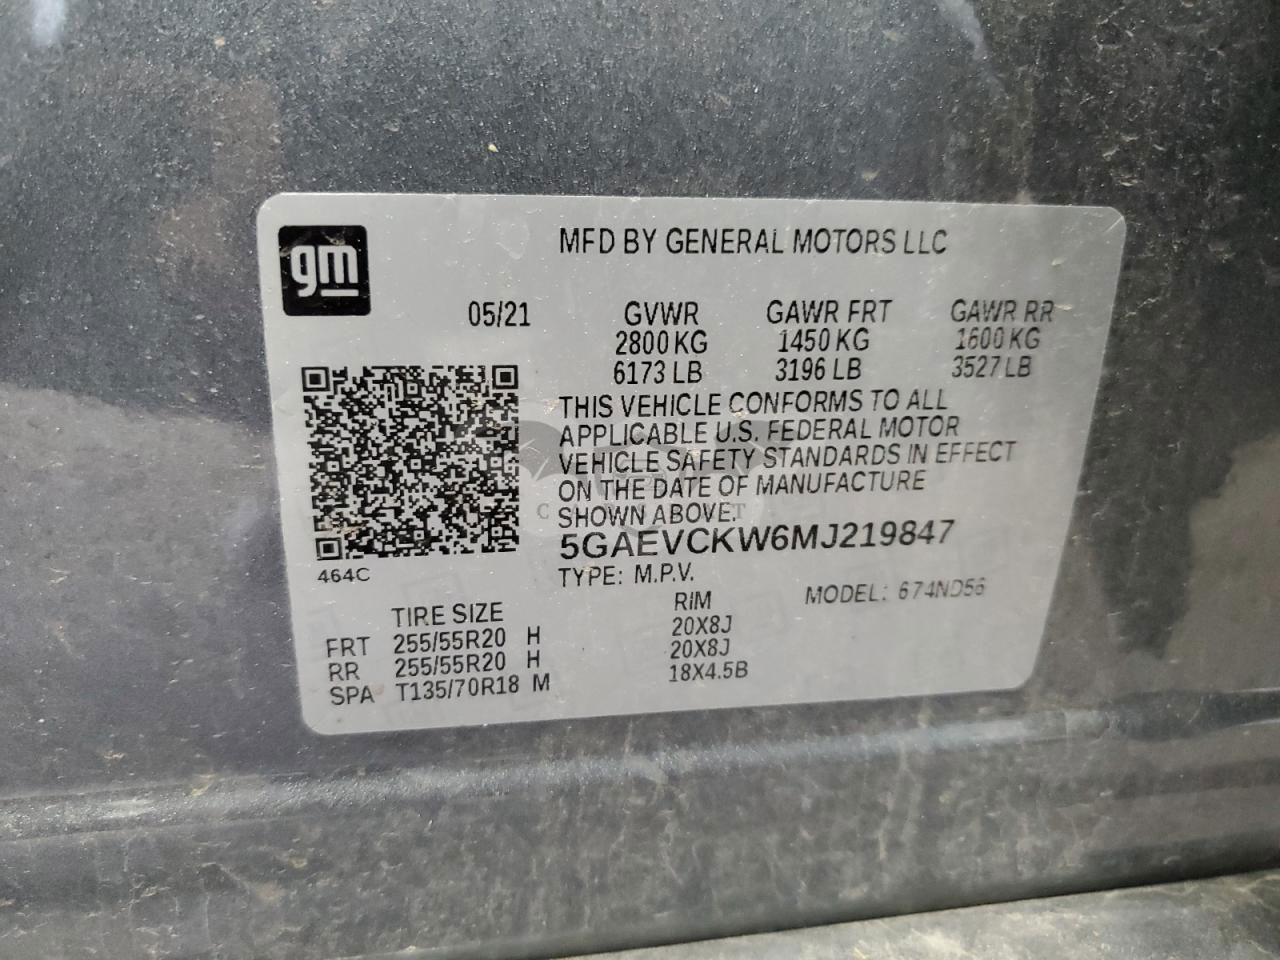 gm
MFD BY GENERAL MOTORS LLC
05/21 GVWR GAWR FRT GAWR RR
2800 KG 1450 KG 1600 KG
6173 LB 3196 LB 3527 LB
THIS VEHICLE CONFORMS TO ALL
APPLICABLE U.S. FEDERAL MOTOR
VEHICLE SAFETY STANDARDS IN EFFECT
ON THE DATE OF MANUFACTURE
SHOWN ABOVE.
5GAEVCKW6MJ219847
464C
TYPE: M.P.V. MODEL: 674ND56
TIRE SIZE RIM
FRT 255/55R20 H 20X8J
RR 255/55R20 H 20X8J
SPA T135/70R18 M 18X4.5B